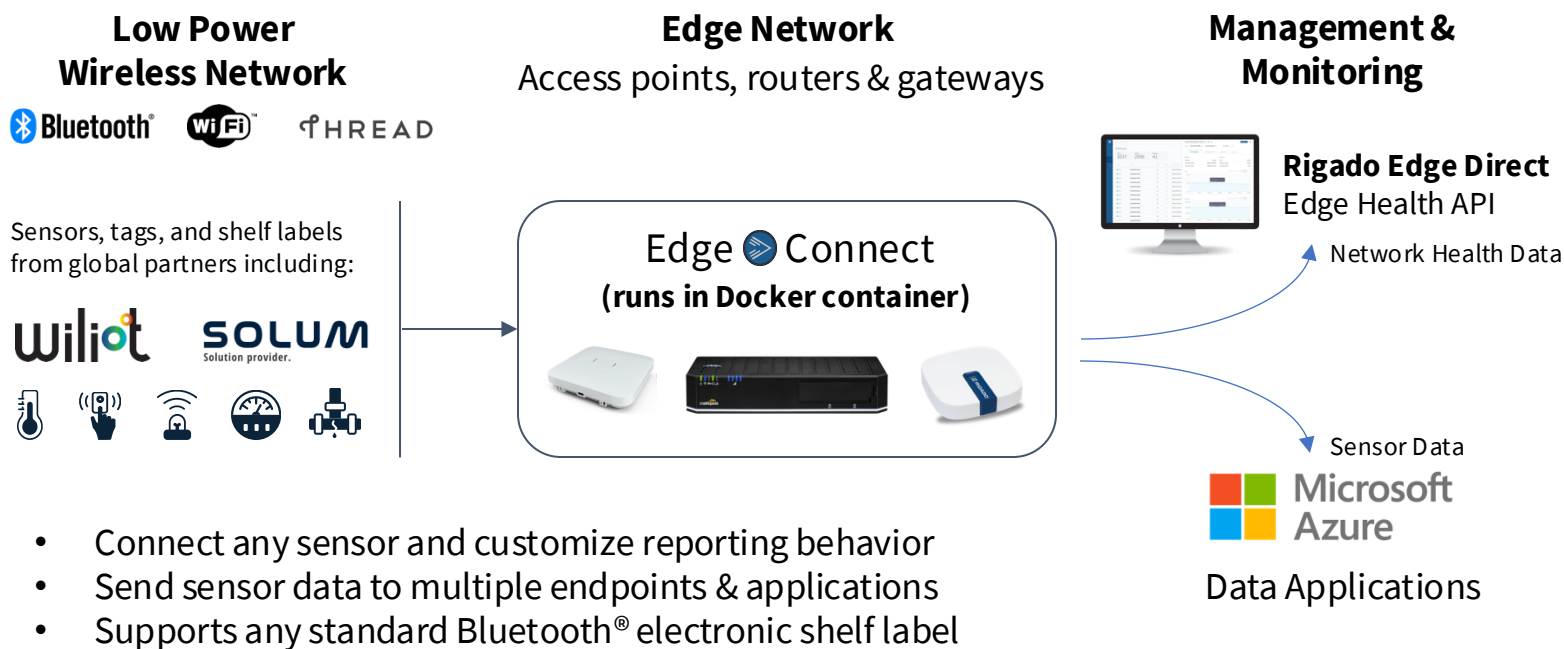 Low Power
Wireless Network
Bluetooth®
WiFi™
THREAD
Sensors, tags, and shelf labels
from global partners including:
wiliot
SOLUM
Solution provider.
Edge Network
Access points, routers & gateways
Edge Connect
(runs in Docker container)
Management &
Monitoring
Rigado Edge Direct
Edge Health API
Network Health Data
Sensor Data
Microsoft
Azure
Data Applications
• Connect any sensor and customize reporting behavior
• Send sensor data to multiple endpoints & applications
• Supports any standard Bluetooth® electronic shelf label